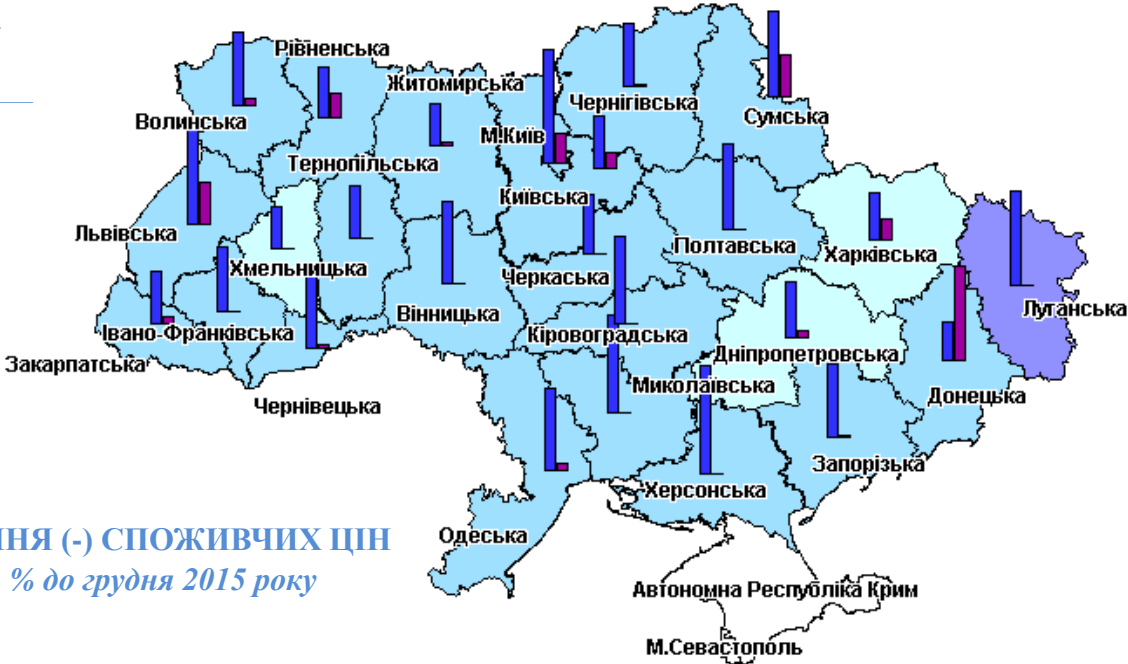 Рівненська
Житомирська
Чернігівська
Сумська
Волинська
М.Київ
Тернопільська
Київська
Львівська
Полтавська
Харківська
Хмельницька
Черкаська
Луганська
Вінницька
Івано-Франківська
Кіровоградська
Дніпропетровська
Закарпатська
Миколаївська
Донецька
Чернівецька
Запорізька
Херсонська
Одеська
(-) СПОЖИВЧИХ ЦІН
% до грудня 2015 року
Автономна Республіка Крим
М.Севастополь